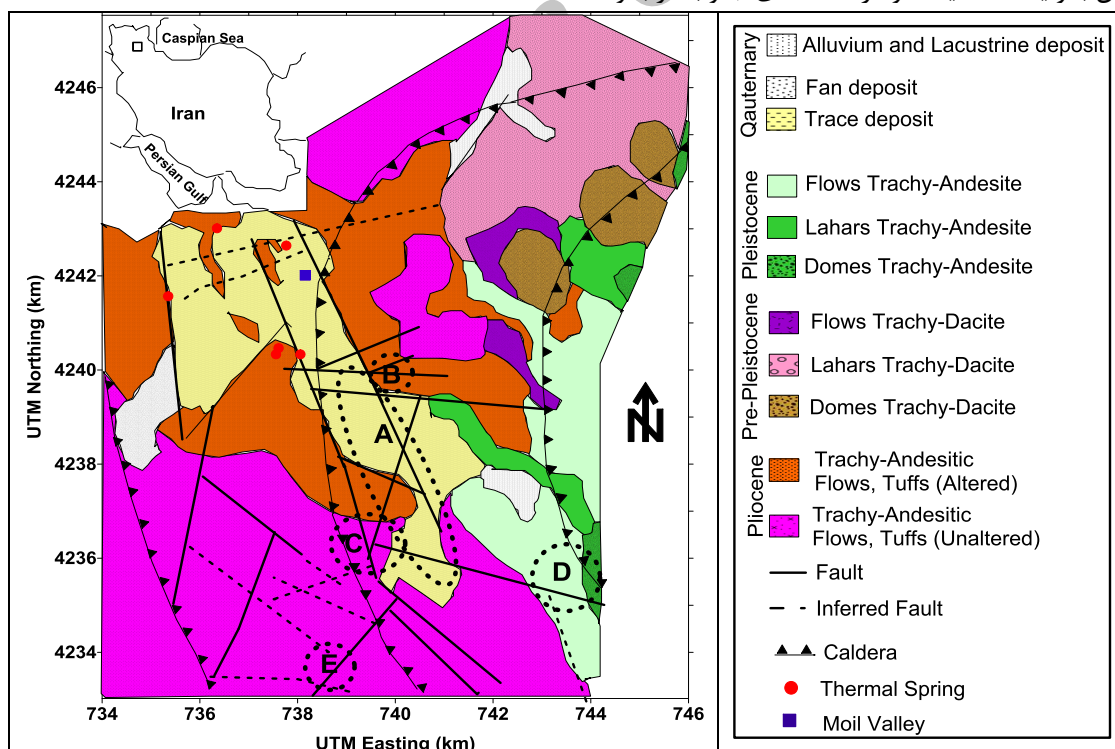 Caspian Sea
Iran
Persian Gulf
4246
4244
4242
4240
4238
4236
4234
UTM Northing (km)
734
736
738
740
742
744
746
UTM Easting (km)
A
B
C
D
E
N
Qauternary
Alluvium and Lacustrine deposit
Fan deposit
Trace deposit
Pleistocene
Flows Trachy-Andesite
Lahars Trachy-Andesite
Domes Trachy-Andesite
Pre-Pleistocene
Flows Trachy-Dacite
Lahars Trachy-Dacite
Domes Trachy-Dacite
Pliocene
Trachy-Andesitic
Flows, Tuffs (Altered)
Trachy-Andesitic
Flows, Tuffs (Unaltered)
Fault
Inferred Fault
Caldera
Thermal Spring
Moil Valley